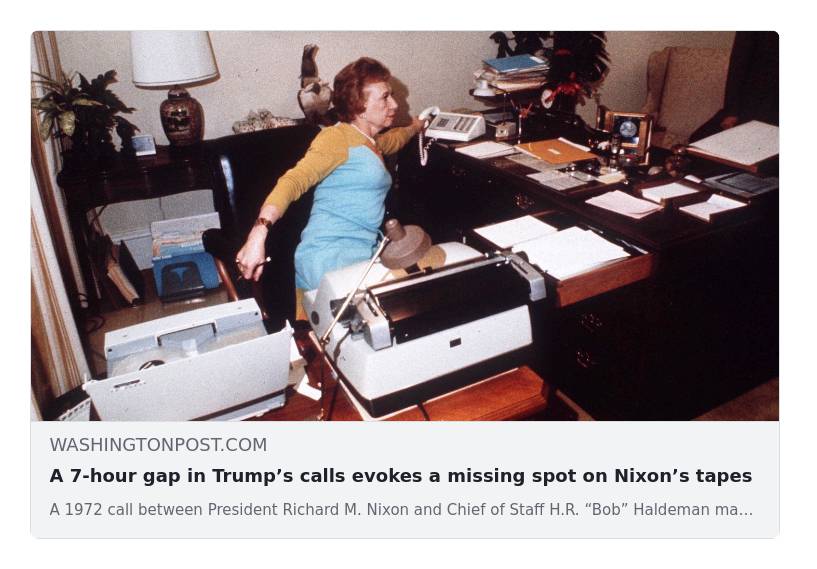 WASHINGTONPOST.COM
A 7-hour gap in Trump’s calls evokes a missing spot on Nixon’s tapes
A 1972 call between President Richard M. Nixon and Chief of Staff H.R. “Bob” Haldeman ma…